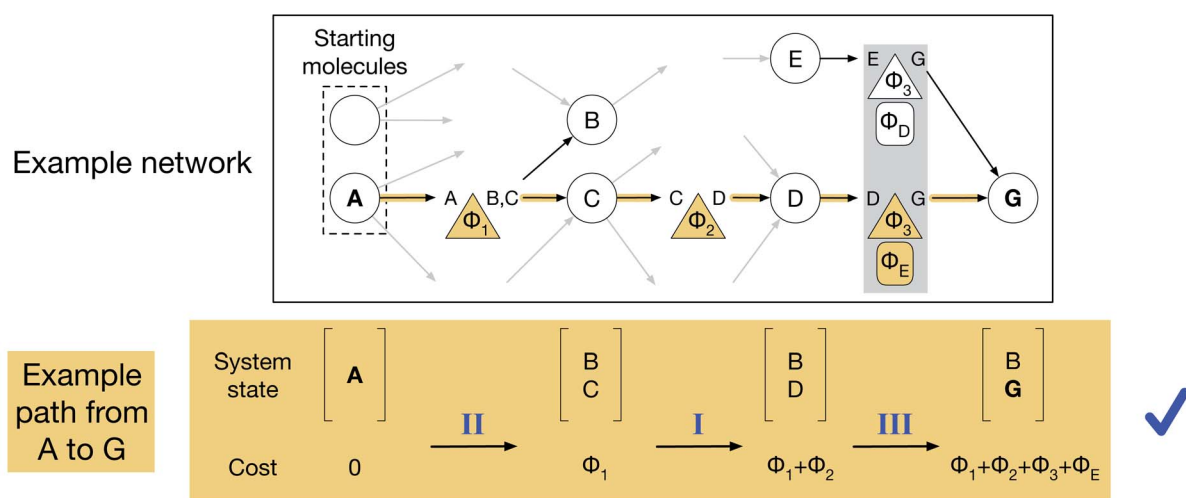 Starting
molecules
Example network
E
E G
Φ3
ΦD
B
A
A B,C
Φ1
C
C D
Φ2
D
D G
Φ3
ΦE
G
Example
path from
A to G
System
state
A
B
C
B
D
B
G
II
I
III
Cost
0
Φ1
Φ1+Φ2
Φ1+Φ2+Φ3+ΦE